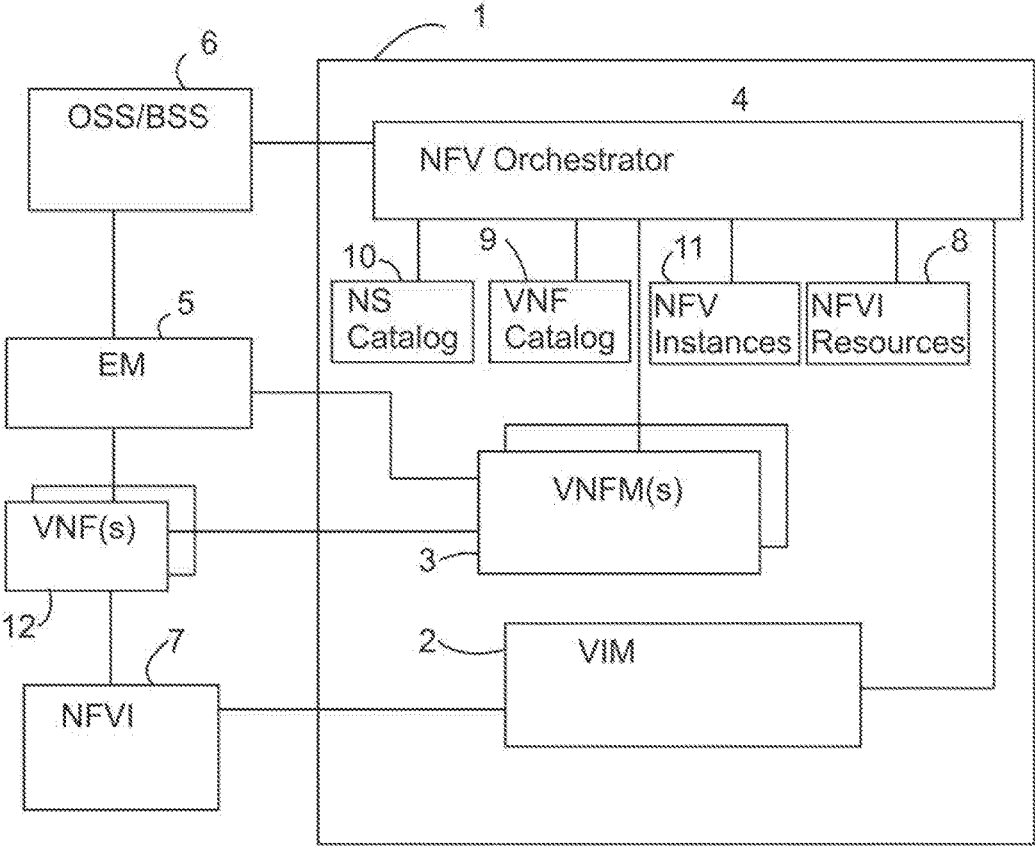 1
6
OSS/BSS
4
NFV Orchestrator
10
9
11
8
NS
Catalog
VNF
Catalog
NFV
Instances
NFVI
Resources
5
EM
VNFM(s)
VNF(s)
3
12
7
2
VIM
NFVI